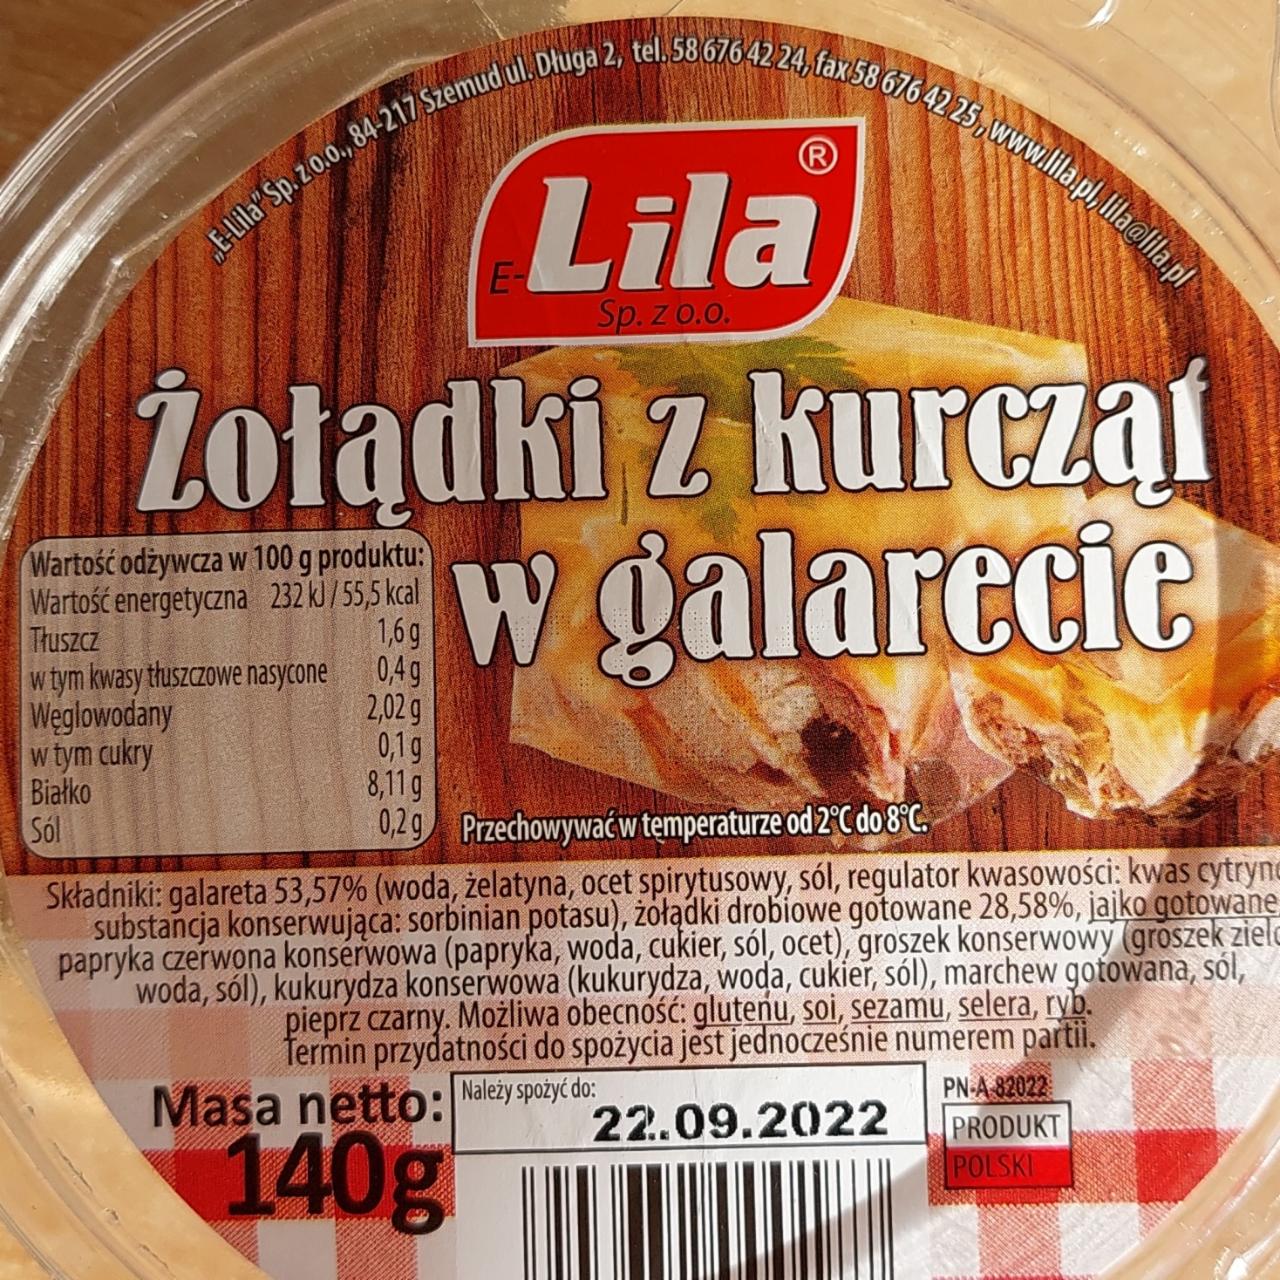 „E-Lila" Sp. z o.o., 84-217 Szemud ul. Długa 2, tel. 58 676 42 24, fax 58 676 42 25, www.lila.pl, lila@lila.pl
E-Lila®
Sp. z o.o.
Żołądki z kurcząt
w galarecie
Wartość odżywcza w 100 g produktu:
Wartość energetyczna 232 kJ / 55,5 kcal
Tłuszcz 1,6 g
w tym kwasy tłuszczowe nasycone 0,4 g
Węglowodany 2,02 g
w tym cukry 0,1 g
Białko 8,11 g
Sól 0,2 g
Przechowywać w temperaturze od 2°C do 8°C.
Składniki: galareta 53,57% (woda, żelatyna, ocet spirytusowy, sól, regulator kwasowości: kwas
substancja konserwująca: sorbinian potasu), żołądki drobiowe gotowane 28,58%, jajko gotowane
papryka czerwona konserwowa (papryka, woda, cukier, sól, ocet), groszek konserwowy (groszek
woda, sól), kukurydza konserwowa (kukurydza, woda, cukier, sól), marchew gotowana, sól,
pieprz czarny. Możliwa obecność: glutenu, soi, sezamu, selera, ryb.
Termin przydatności do spożycia jest jednocześnie numerem partii.
Masa netto:
140g
Należy spożyć do:
22.09.2022
PN-A-82022
PRODUKT
POLSKI